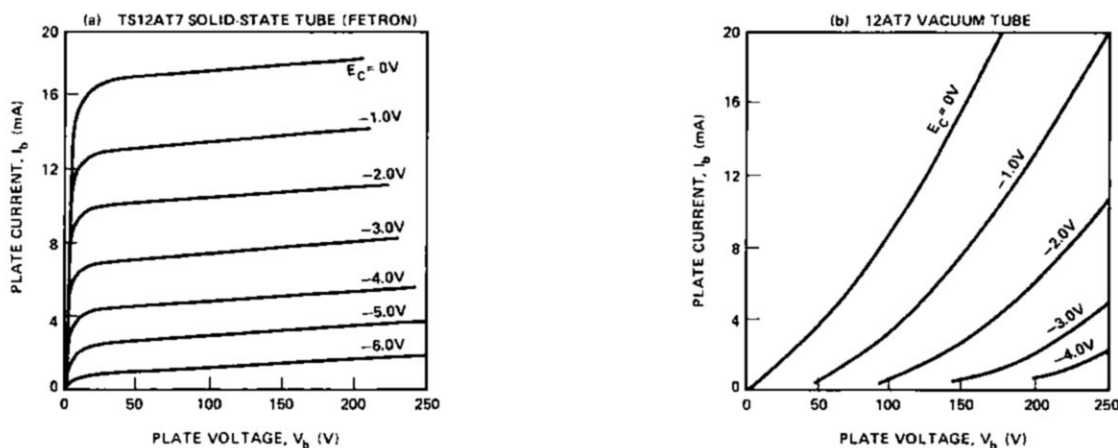 (a) TS12AT7 SOLID-STATE TUBE (FETRON)
20
16
12
8
4
0
PLATE CURRENT, I_b (mA)
E_C = 0V
-1.0V
-2.0V
-3.0V
-4.0V
-5.0V
-6.0V
0 50 100 150 200 250
PLATE VOLTAGE, V_b (V)
(b) 12AT7 VACUUM TUBE
20
16
12
8
4
0
PLATE CURRENT, I_b (mA)
E_C = 0V
-1.0V
-2.0V
-3.0V
-4.0V
0 50 100 150 200 250
PLATE VOLTAGE, V_b (V)